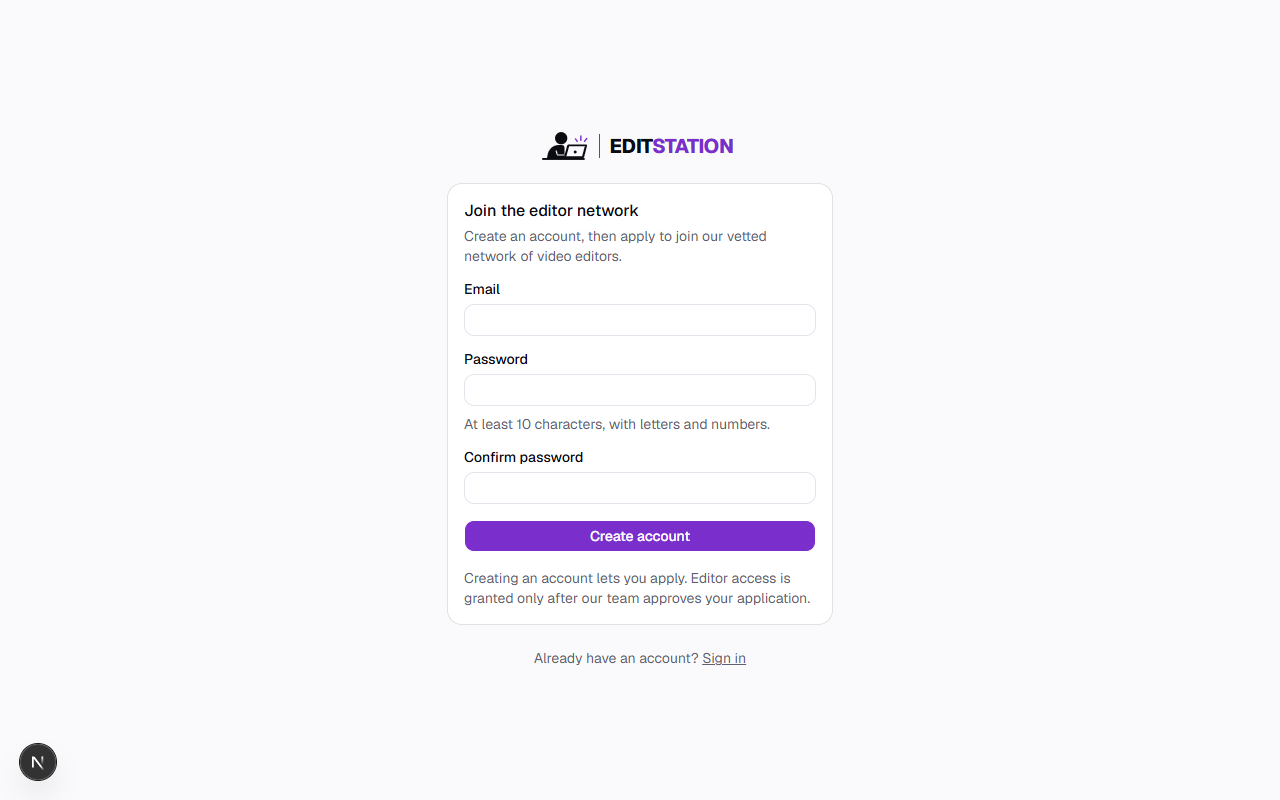 EDITSTATION
Join the editor network
Create an account, then apply to join our vetted
network of video editors.
Email
Password
At least 10 characters, with letters and numbers.
Confirm password
Create account
Creating an account lets you apply. Editor access is
granted only after our team approves your application.
Already have an account? Sign in
N